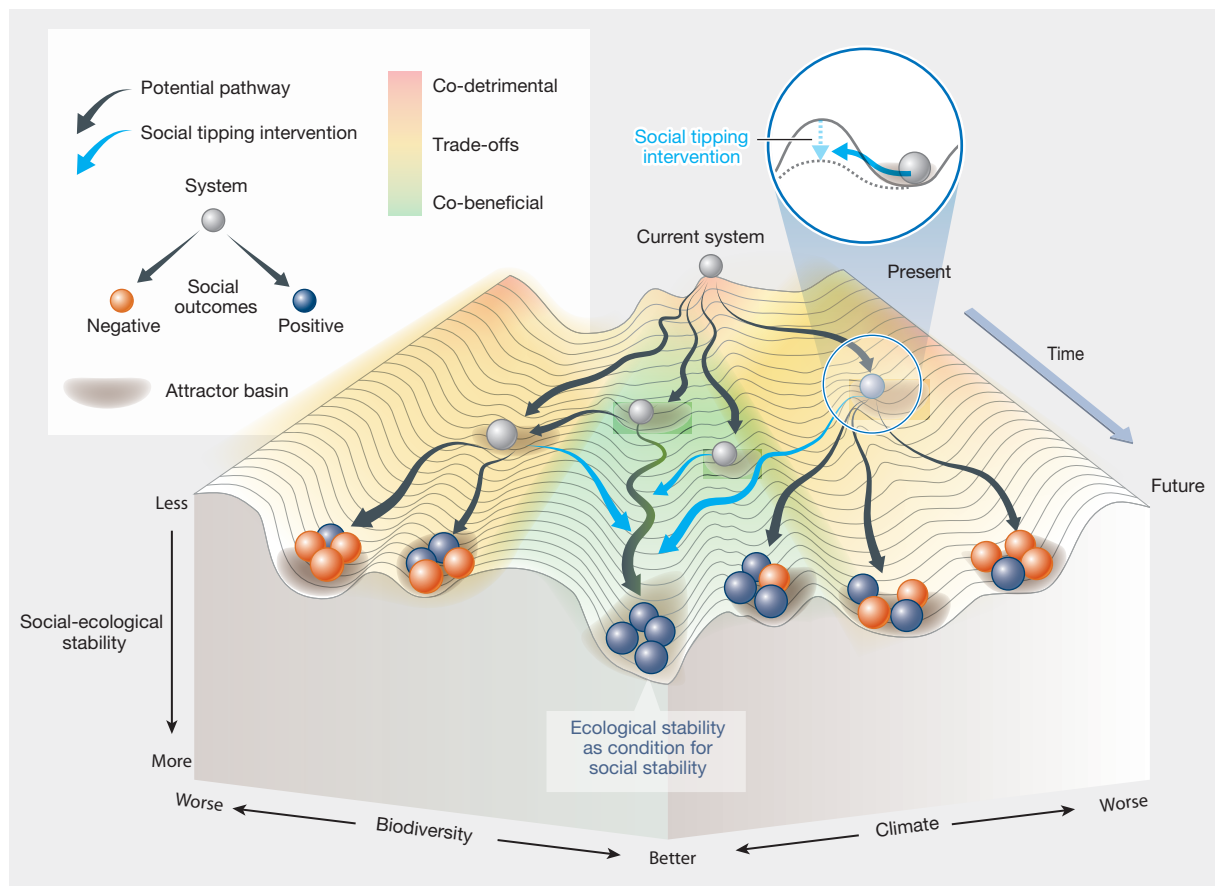 Potential pathway
Social tipping intervention
System
Social
outcomes
Negative
Positive
Attractor basin
Co-detrimental
Trade-offs
Co-beneficial
Social tipping
intervention
Current system
Present
Time
Future
Less
Social-ecological
stability
More
Ecological stability
as condition for
social stability
Worse
Biodiversity
Better
Climate
Worse